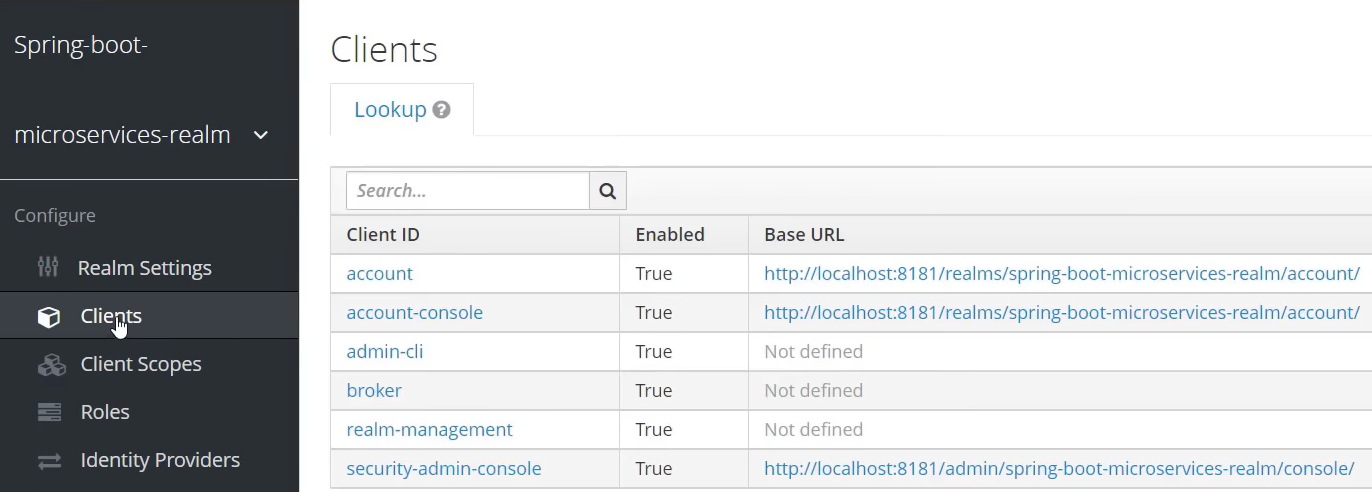 Spring-boot-
microservices-realm
Configure
Realm Settings
Clients
Client Scopes
Roles
Identity Providers
Clients
Lookup ?
Search...
Client ID Enabled Base URL
account True http://localhost:8181/realms/spring-boot-microservices-realm/account/
account-console True http://localhost:8181/realms/spring-boot-microservices-realm/account/
admin-cli True Not defined
broker True Not defined
realm-management True Not defined
security-admin-console True http://localhost:8181/admin/spring-boot-microservices-realm/console/